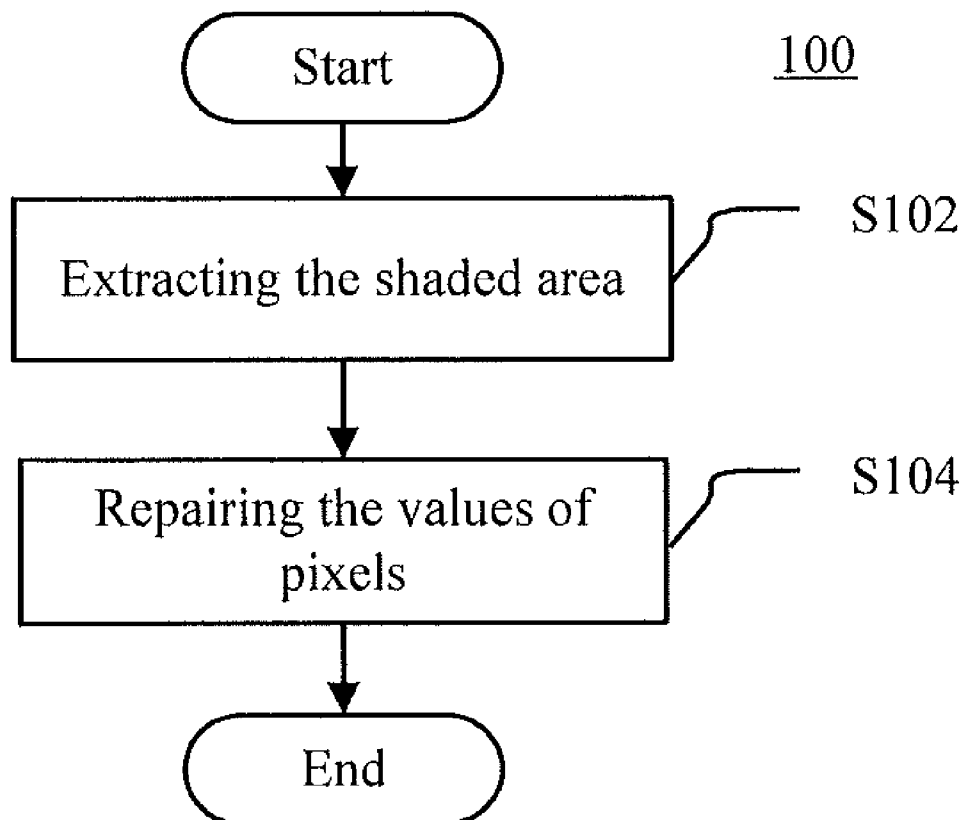 Start
100
Extracting the shaded area
S102
Repairing the values of
pixels
S104
End